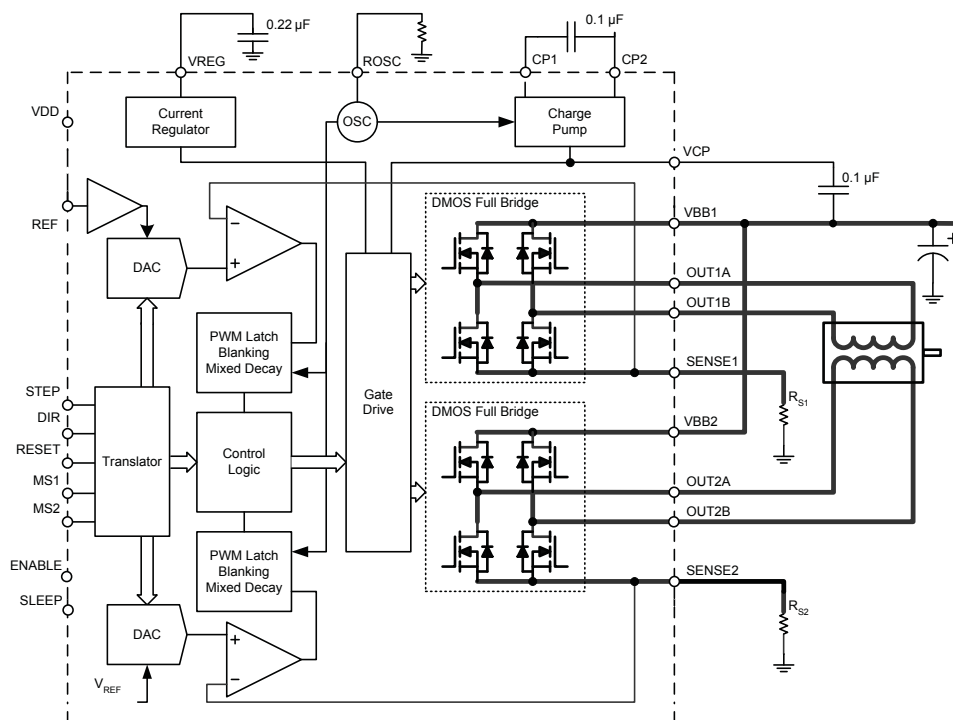 0.22 µF
0.1 µF
VREG
ROSC
CP1
CP2
VDD
Current
Regulator
OSC
Charge
Pump
VCP
0.1 µF
REF
DAC
DMOS Full Bridge
VBB1
+
−
+
OUT1A
OUT1B
PWM Latch
Blanking
Mixed Decay
SENSE1
Gate
Drive
RS1
STEP
DIR
RESET
MS1
MS2
Translator
Control
Logic
DMOS Full Bridge
VBB2
OUT2A
OUT2B
PWM Latch
Blanking
Mixed Decay
ENABLE
SLEEP
SENSE2
RS2
DAC
+
−
VREF